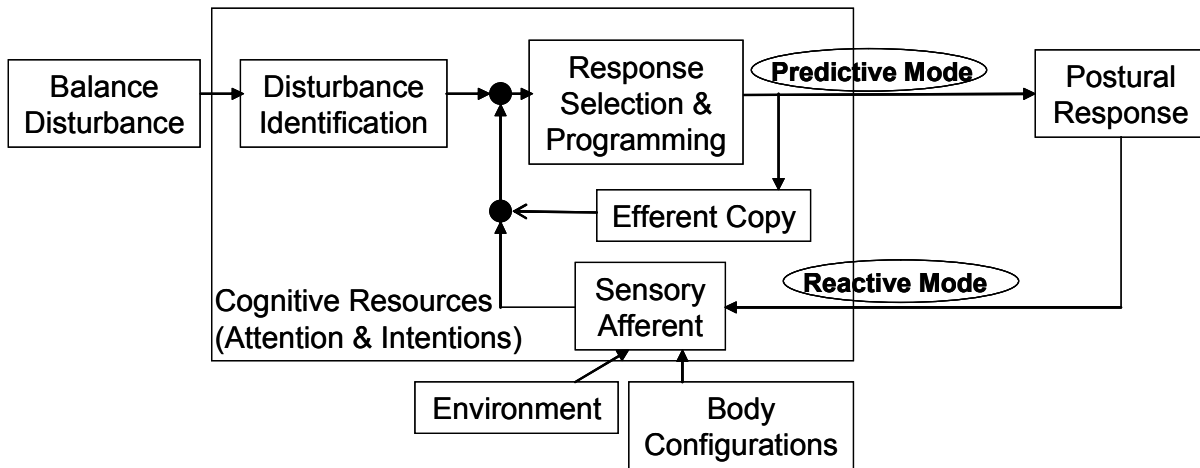 Balance
Disturbance
Disturbance
Identification
Response
Selection &
Programming
Predictive Mode
Postural
Response
Efferent Copy
Reactive Mode
Sensory
Afferent
Cognitive Resources
(Attention & Intentions)
Environment
Body
Configurations